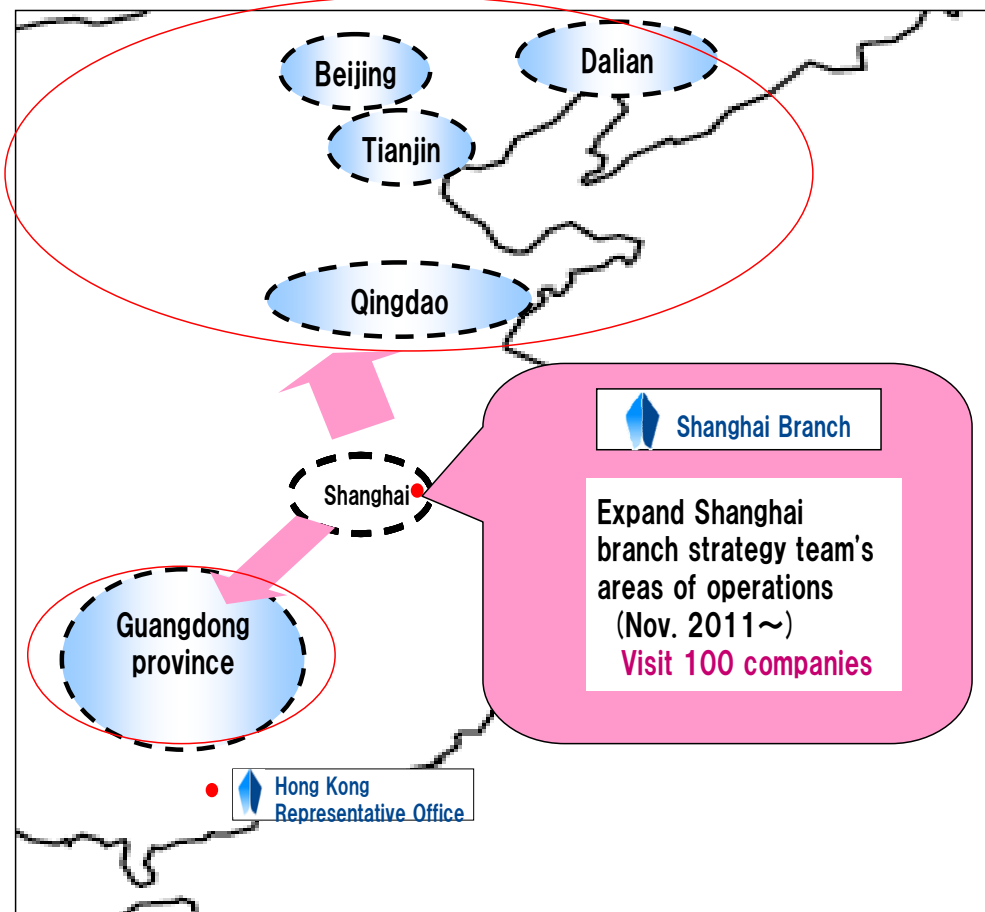 Beijing
Dalian
Tianjin
Qingdao
Shanghai Branch
Shanghai
Expand Shanghai
branch strategy team's
areas of operations
(Nov. 2011～)
Visit 100 companies
Guangdong
province
Hong Kong
Representative Office